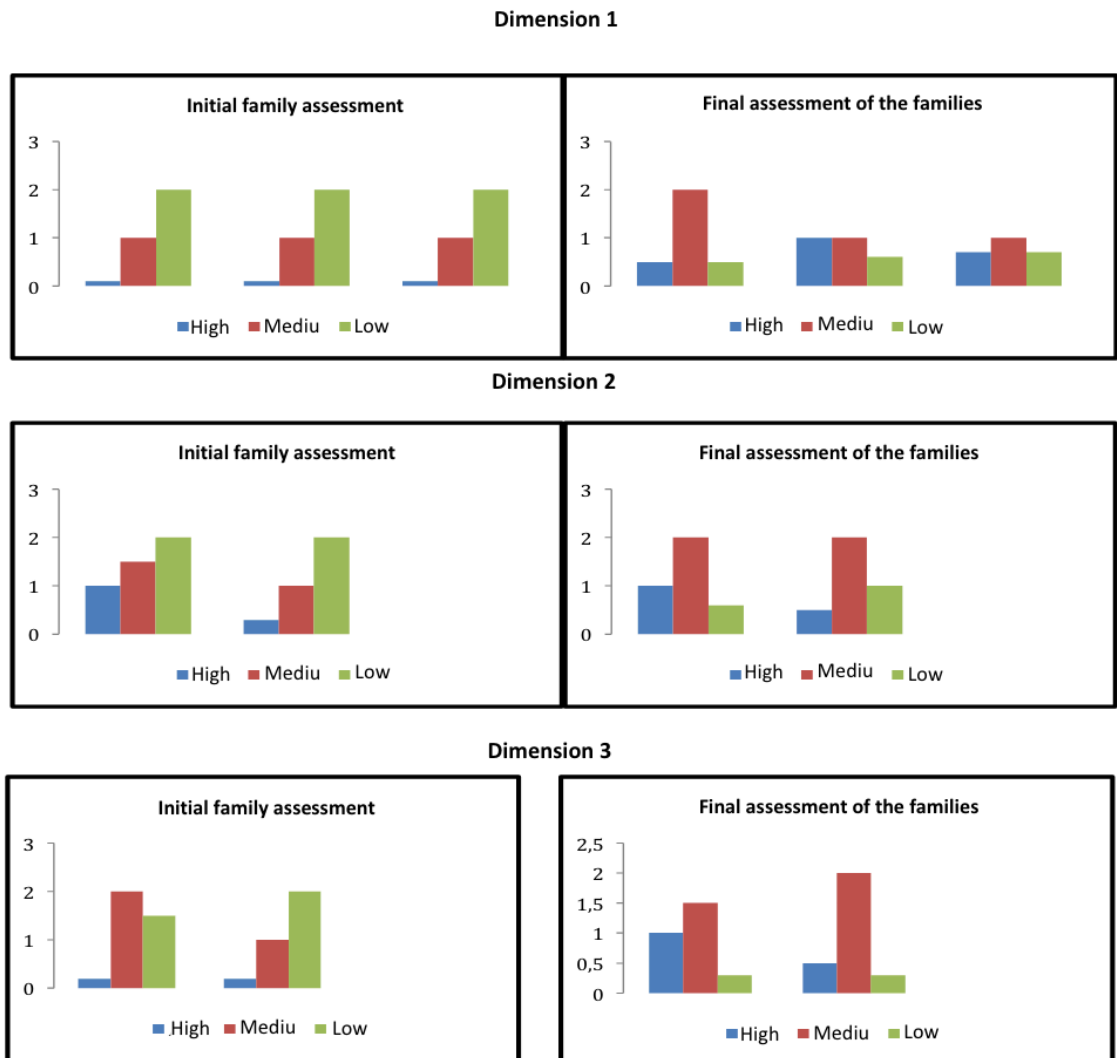 Dimension 1
Initial family assessment
3
2
1
0
High Mediu Low
Final assessment of the families
3
2
1
0
High Mediu Low
Dimension 2
Initial family assessment
3
2
1
0
High Mediu Low
Final assessment of the families
3
2
1
0
High Mediu Low
Dimension 3
Initial family assessment
3
2
1
0
High Mediu Low
Final assessment of the families
2,5
2
1,5
1
0,5
0
High Mediu Low